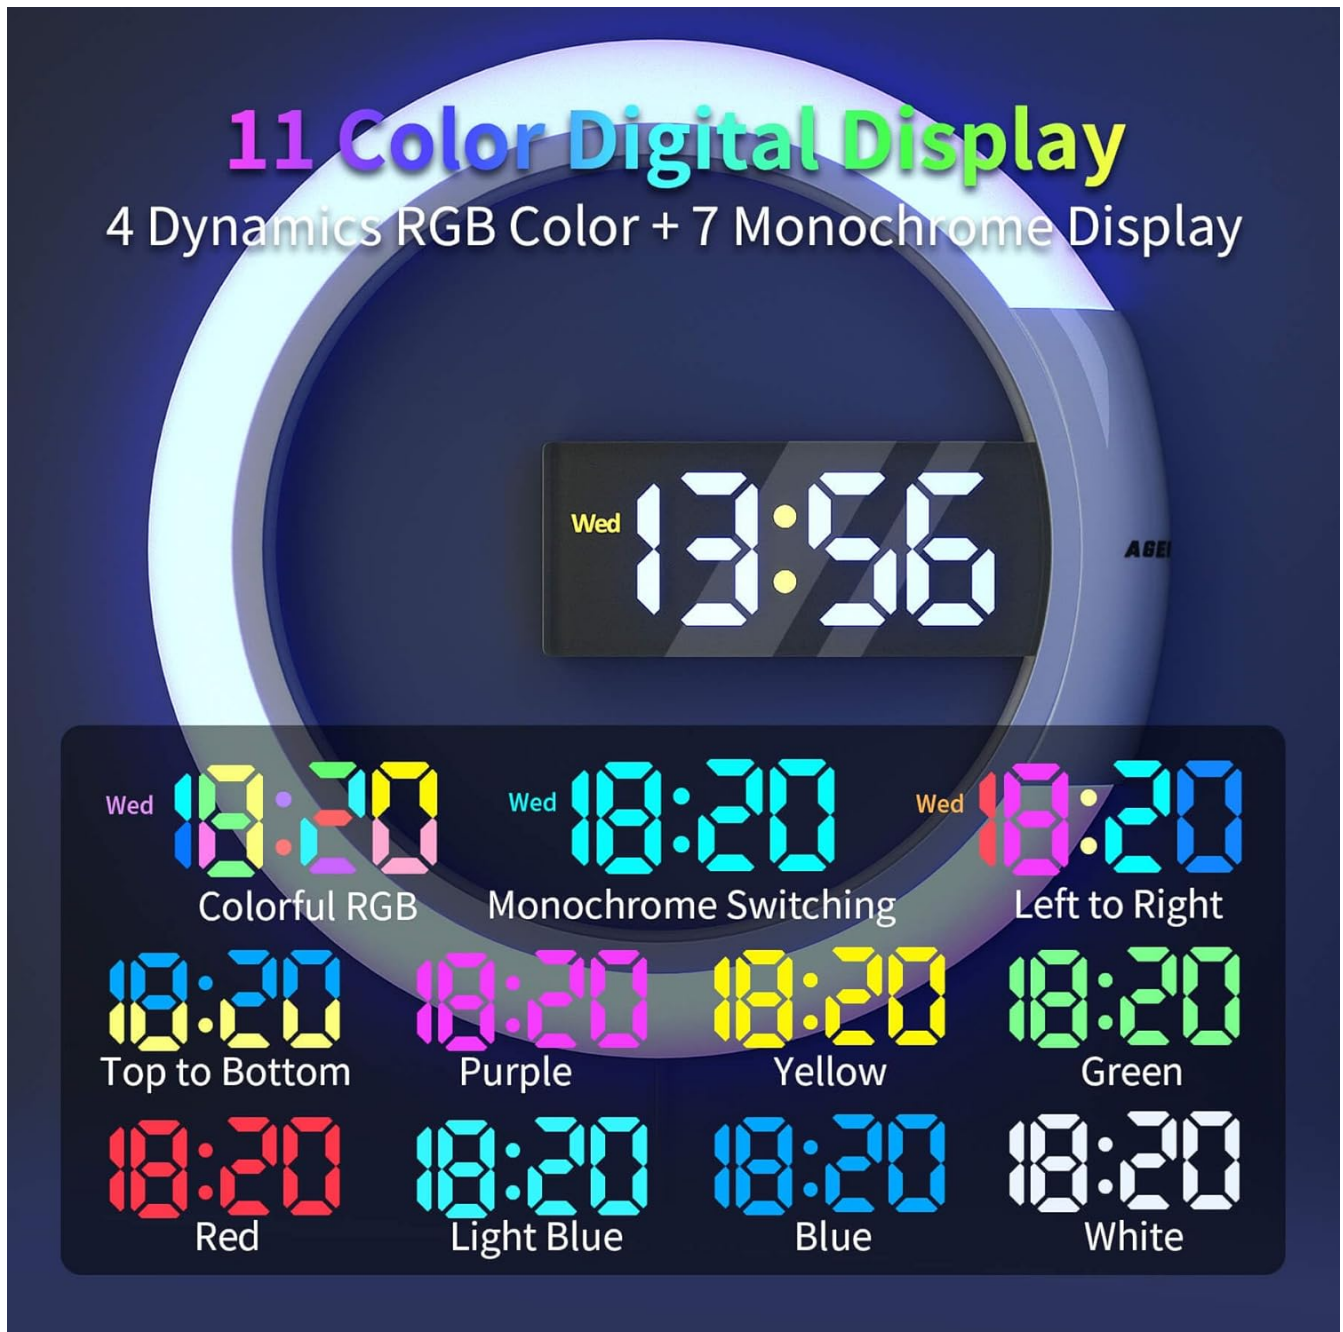 11 Color Digital Display
4 Dynamics RGB Color + 7 Monochrome Display
Wed 13:56
Wed 18:20 Wed 18:20 Wed 18:20
Colorful RGB Monochrome Switching Left to Right
18:20 18:20 18:20 18:20
Top to Bottom Purple Yellow Green
18:20 18:20 18:20 18:20
Red Light Blue Blue White